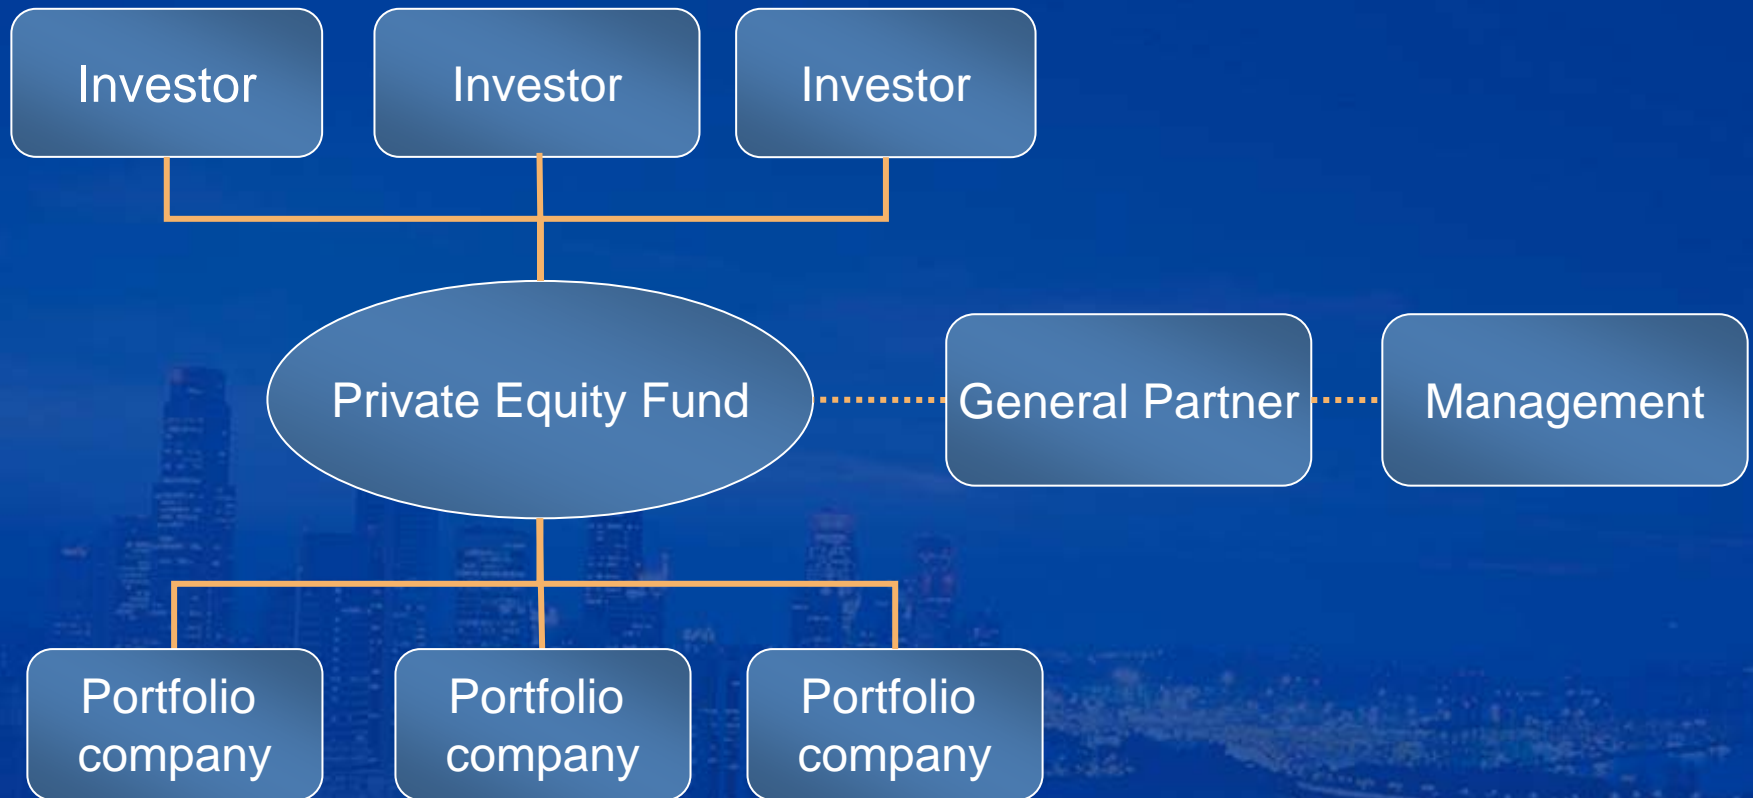 Investor
Investor
Investor
Private Equity Fund
General Partner
Management
Portfolio
company
Portfolio
company
Portfolio
company